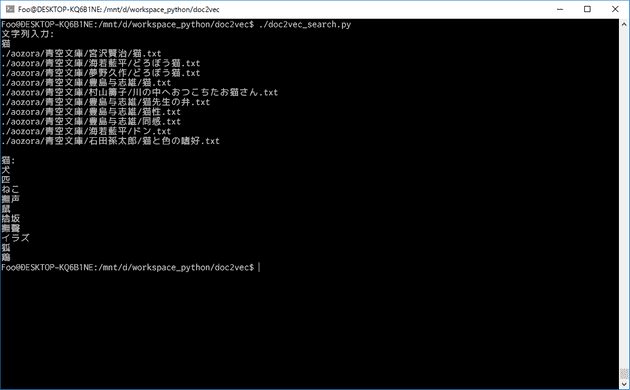 Foo@DESKTOP-KQ6B1NE: /mnt/d/workspace_python/doc2vec
Foo@DESKTOP-KQ6B1NE:/mnt/d/workspace_python/doc2vec$ ./doc2vec_search.py
文字列入力:
猫
./aozora/青空文庫/宮沢賢治/猫.txt
./aozora/青空文庫/海若藍平/どろぼう猫.txt
./aozora/青空文庫/夢野久作/どろぼう猫.txt
./aozora/青空文庫/豊島与志雄/猫.txt
./aozora/青空文庫/村山籌子/川の中へおつこちたお猫さん.txt
./aozora/青空文庫/豊島与志雄/猫先生の弁.txt
./aozora/青空文庫/豊島与志雄/猫性.txt
./aozora/青空文庫/豊島与志雄/同感.txt
./aozora/青空文庫/海若藍平/ドン.txt
./aozora/青空文庫/石田孫太郎/猫と色の嗜好.txt
猫:
犬
匹
ねこ
鼠
捨坂
イラズ
狐
Foo@DESKTOP-KQ6B1NE:/mnt/d/workspace_python/doc2vec$